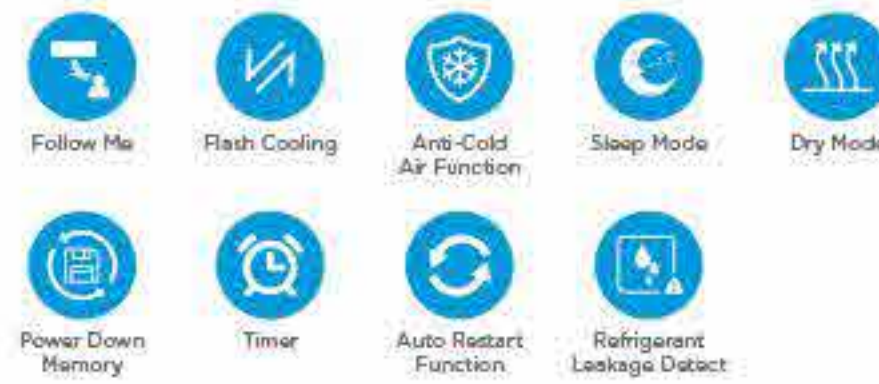 Follow Me
Flash Cooling
Anti-Cold
Air Function
Sleep Mode
Dry Mode
Power Down
Memory
Timer
Auto Restart
Function
Refrigerant
Leakage Detect